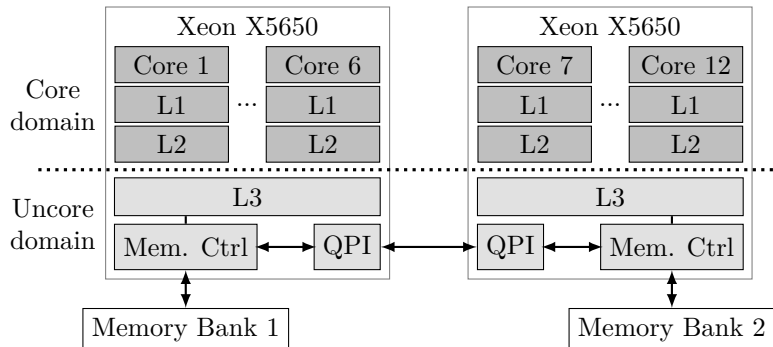 Xeon X5650 Xeon X5650
Core 1 ... Core 6 Core 7 ... Core 12
Core domain
L1 L1 L1 L1
L2 L2 L2 L2
Uncore domain
L3 L3
Mem. Ctrl QPI QPI Mem. Ctrl
Memory Bank 1 Memory Bank 2